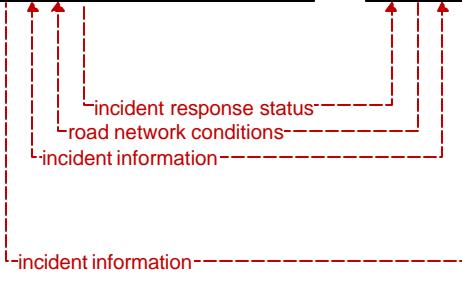 incident response status
road network conditions
incident information
incident information